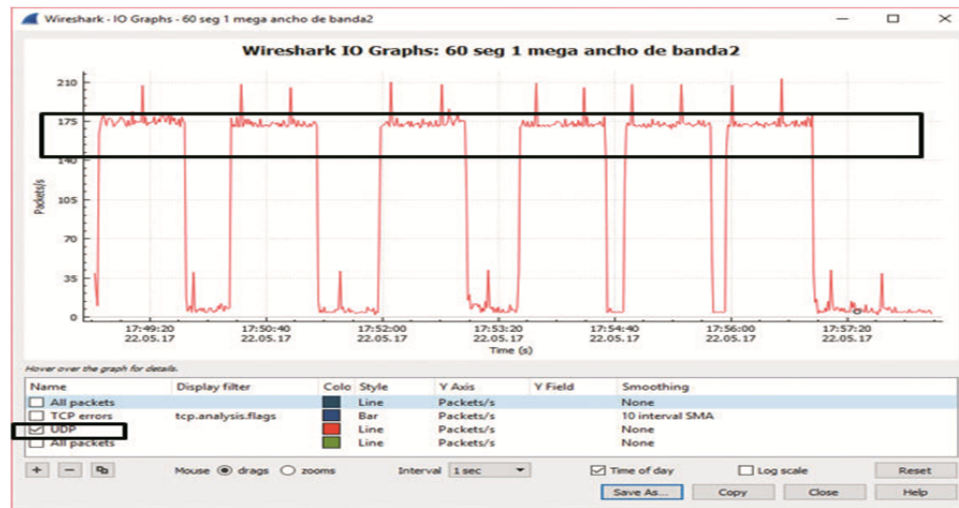 Wireshark - IO Graphs - 60 seg 1 mega ancho de banda2
Wireshark IO Graphs: 60 seg 1 mega ancho de banda2
210
175
140
105
70
35
0
Packets/s
17:49:20 17:50:40 17:52:00 17:53:20 17:54:40 17:56:00 17:57:20
22.05.17 22.05.17 22.05.17 22.05.17 22.05.17 22.05.17 22.05.17
Time (s)
Hover over the graph for details.
Name Display filter Colo Style Y Axis Y Field Smoothing
All packets Line Packets/s None
TCP errors tcp.analysis.flags Bar Packets/s 10 interval SMA
UDP Line Packets/s None
All packets Line Packets/s None
+ − Mouse drags zooms Interval 1 sec Time of day Log scale Reset
Save As... Copy Close Help